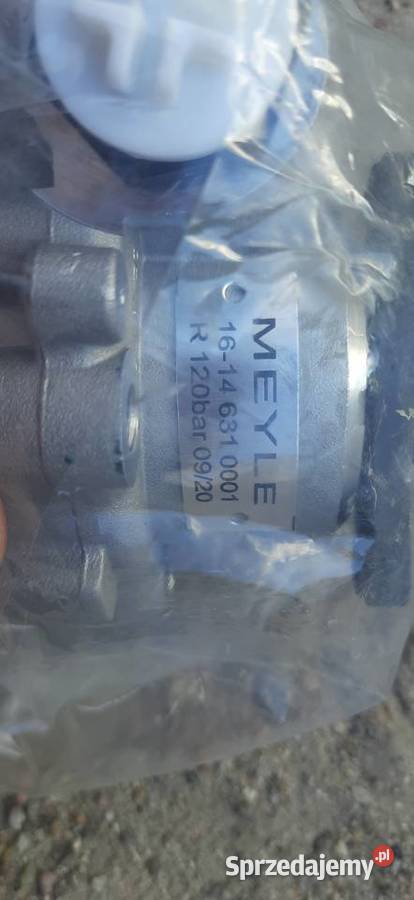 MEYLE
16-14 631 0001
R 120bar 09/20
Sprzedajemy.pl